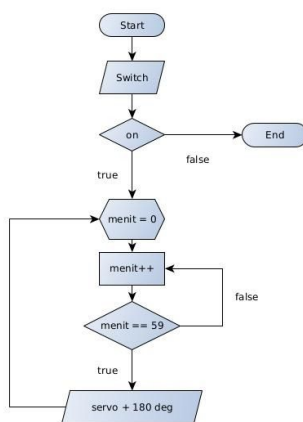 Start
Switch
on
End
false
true
menit = 0
menit++
false
menit == 59
true
servo + 180 deg